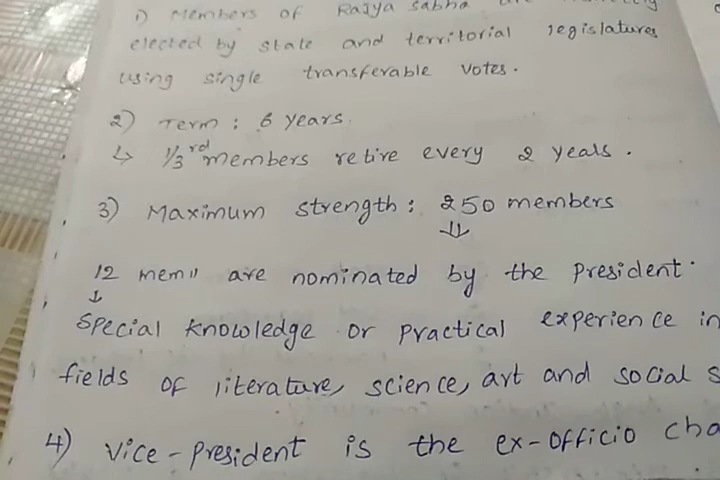 1) Members of Rajya Sabha are
elected by state and territorial legislatures
using single transferable votes.
2) Term : 6 years
↳ 1/3rd members retire every 2 years.
3) Maximum strength : 250 members
⇓
12 mem" are nominated by the president.
↓
Special knowledge or practical experience in
fields of literature, science, art and social s
4) Vice-president is the ex-officio cha